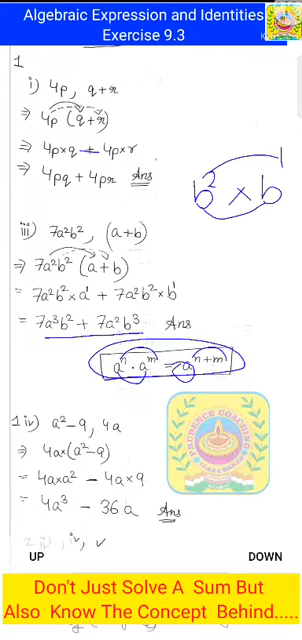 Algebraic Expression and Identities
Exercise 9.3
1
i) 4p, q+r
⇒ 4p (q+r)
⇒ 4p×q + 4p×r
⇒ 4pq + 4pr Ans
b² × b¹
iii) 7a²b², (a+b)
⇒ 7a²b² (a+b)
= 7a²b² × a¹ + 7a²b² × b¹
= 7a³b² + 7a²b³ Ans
aⁿ · aᵐ = aⁿ⁺ᵐ
1 iv) a²-9, 4a
⇒ 4a×(a²-9)
= 4a×a² - 4a×9
= 4a³ - 36a Ans
PRUDENCE COACHING
iv, v
UP DOWN
Don't Just Solve A Sum But
Also Know The Concept Behind.....